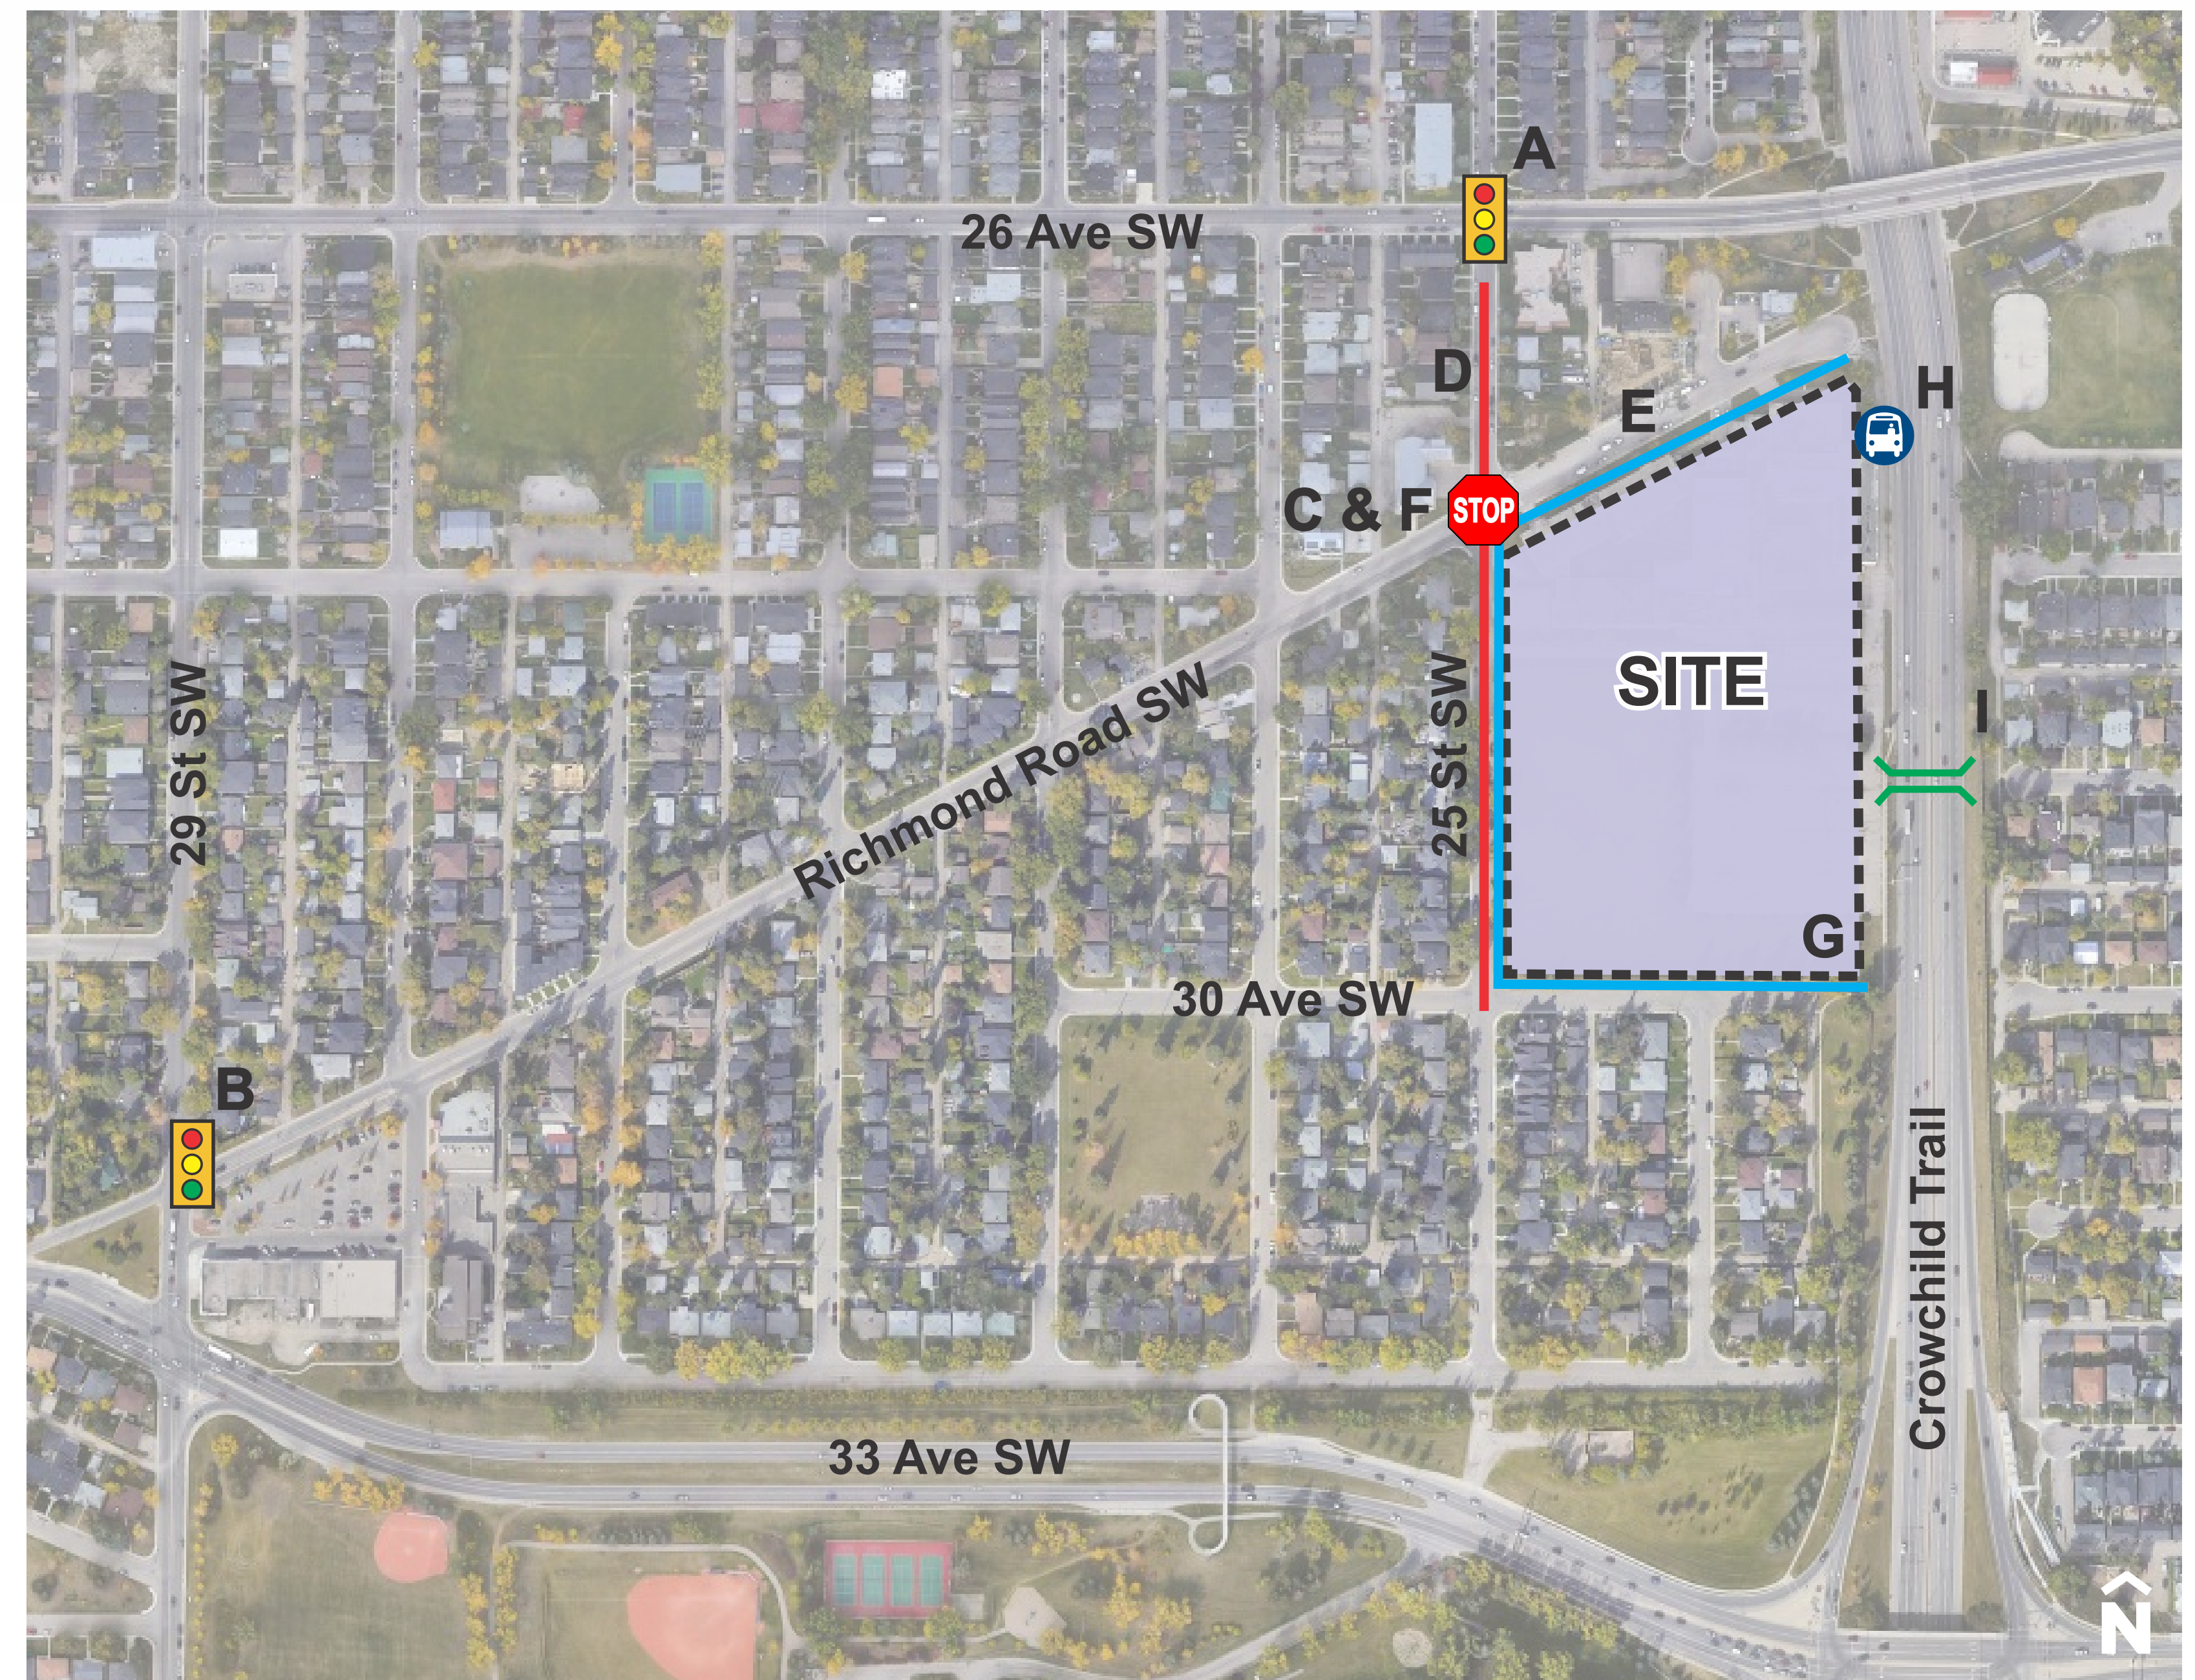 A
26 Ave SW
H
D
E
C & F
STOP
SITE
29 St SW
25 St SW
Richmond Road SW
I
G
30 Ave SW
B
Crowchild Trail
33 Ave SW
N